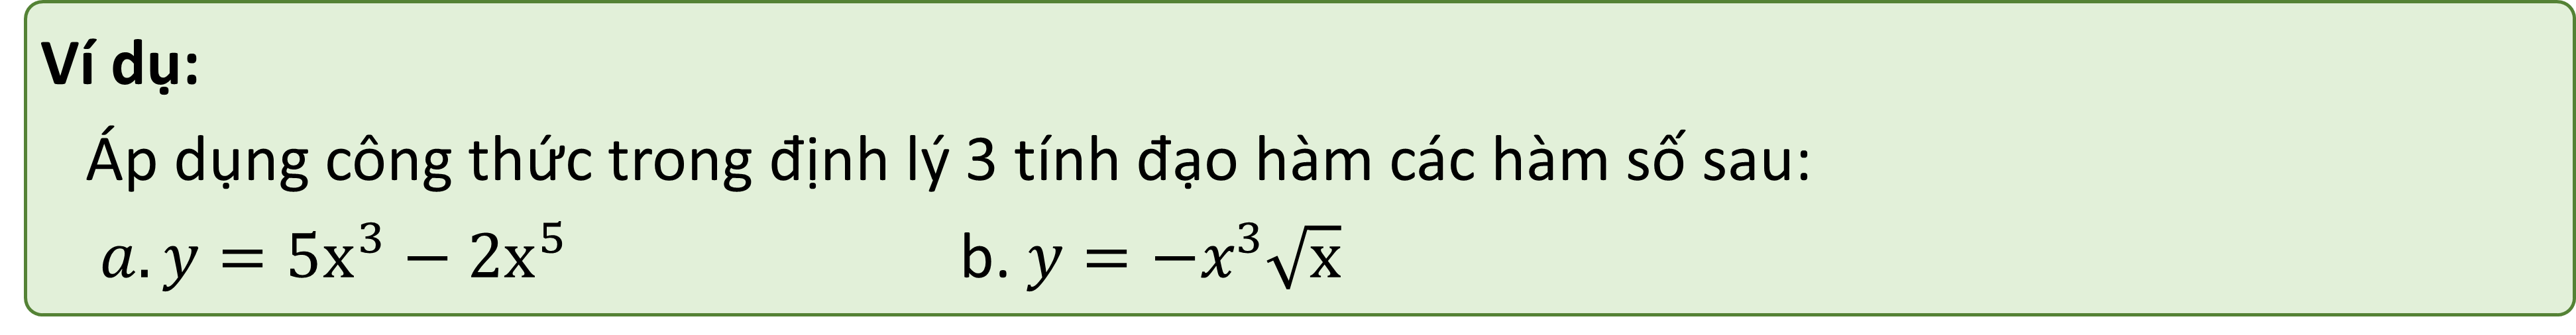 Ví dụ:
Áp dụng công thức trong định lý 3 tính đạo hàm các hàm số sau:
a. y = 5x³ − 2x⁵ b. y = −x³√x